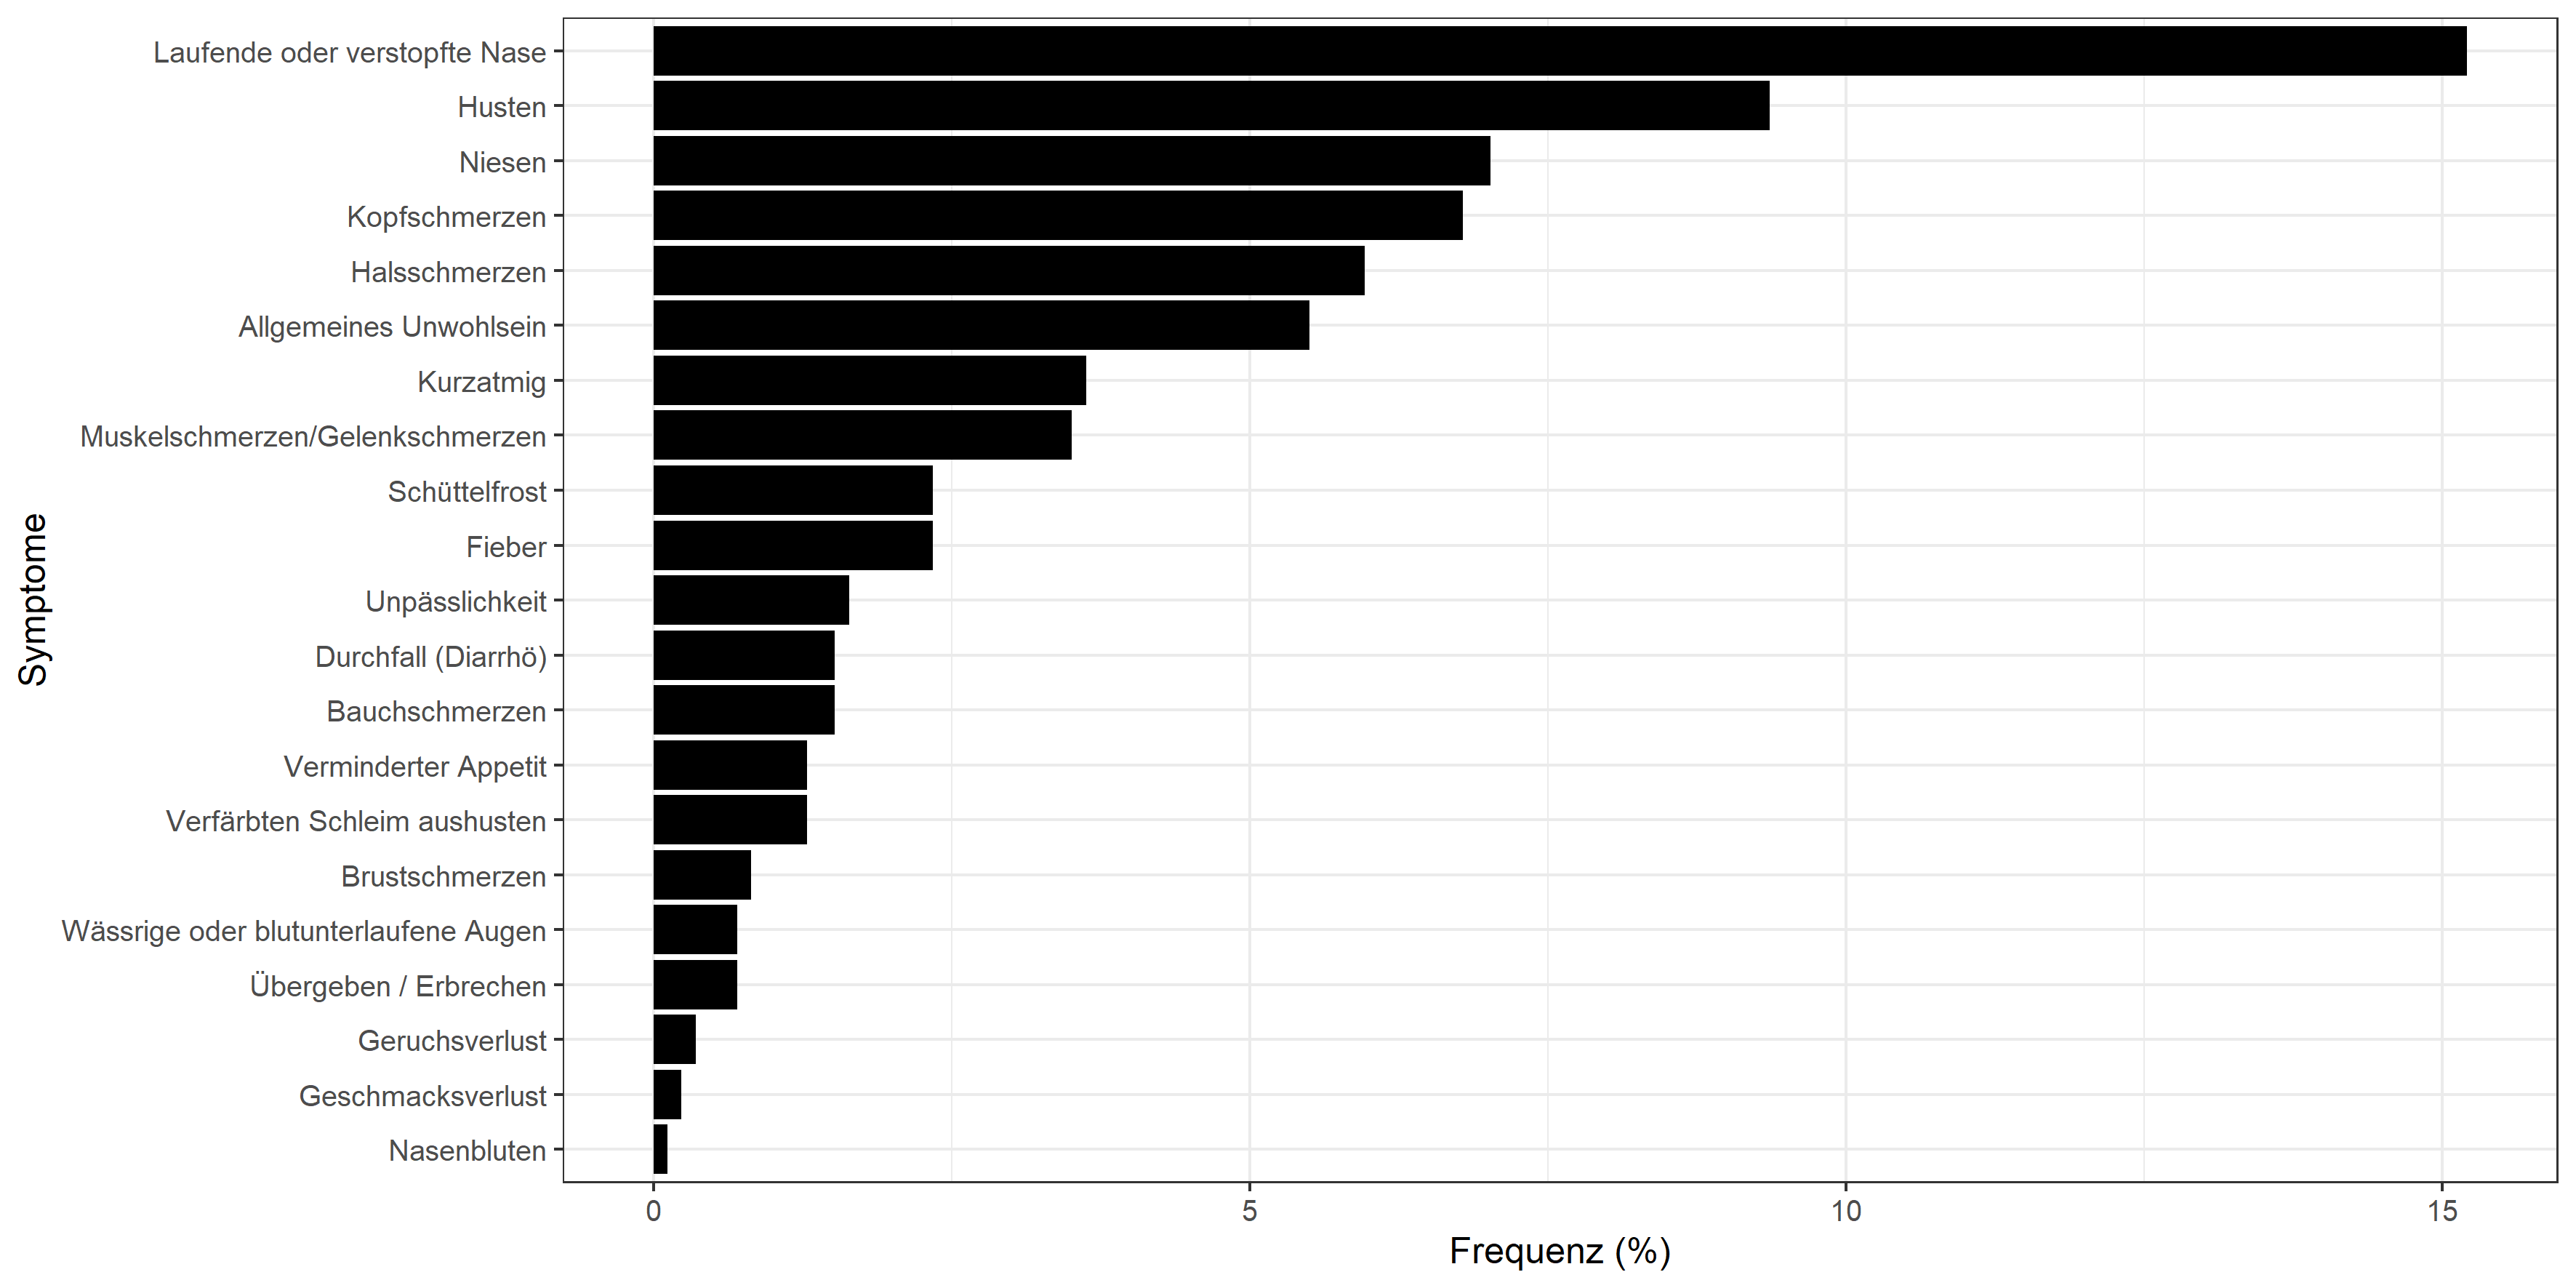 Laufende oder verstopfte Nase
Husten
Niesen
Kopfschmerzen
Halsschmerzen
Allgemeines Unwohlsein
Kurzatmig
Muskelschmerzen/Gelenkschmerzen
Schüttelfrost
Fieber
Unpässlichkeit
Durchfall (Diarrhö)
Bauchschmerzen
Verminderter Appetit
Verfärbten Schleim aushusten
Brustschmerzen
Wässrige oder blutunterlaufene Augen
Übergeben / Erbrechen
Geruchsverlust
Geschmacksverlust
Nasenbluten
Symptome
0 5 10 15
Frequenz (%)